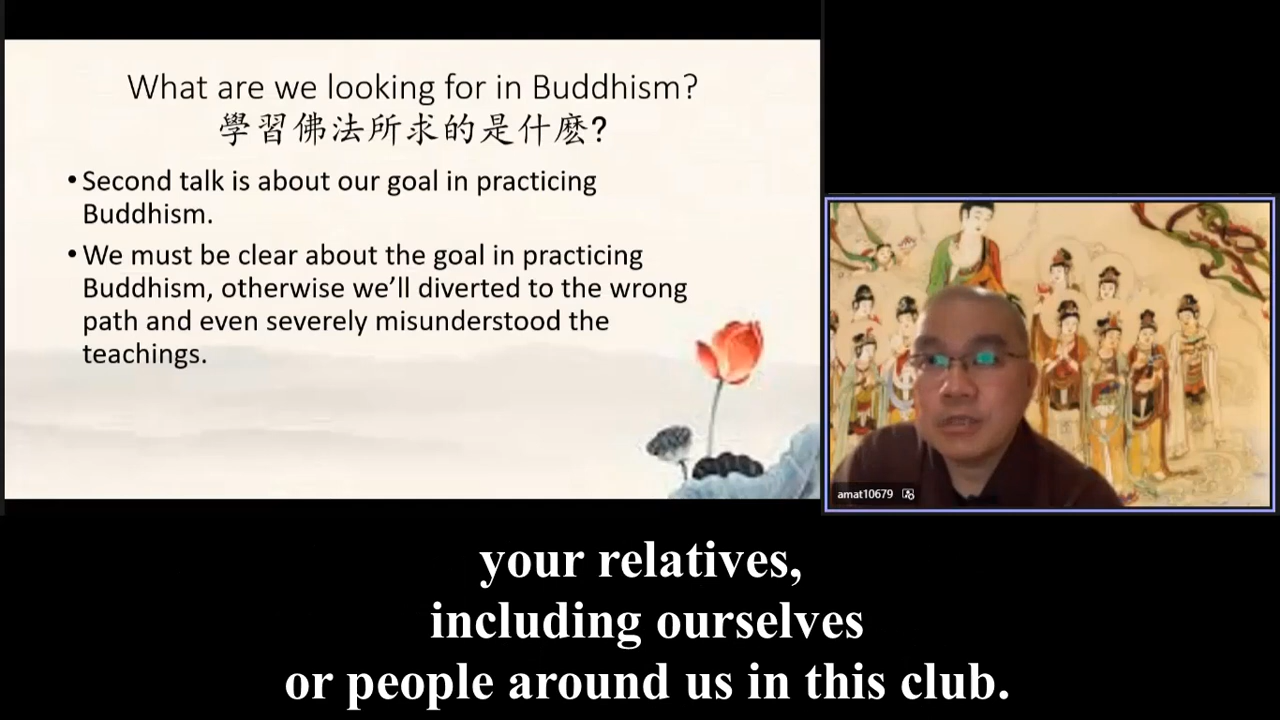 What are we looking for in Buddhism?
學習佛法所求的是什麽?
•Second talk is about our goal in practicing
Buddhism.
•We must be clear about the goal in practicing
Buddhism, otherwise we'll diverted to the wrong
path and even severely misunderstood the
teachings.
amat10679
your relatives,
including ourselves
or people around us in this club.